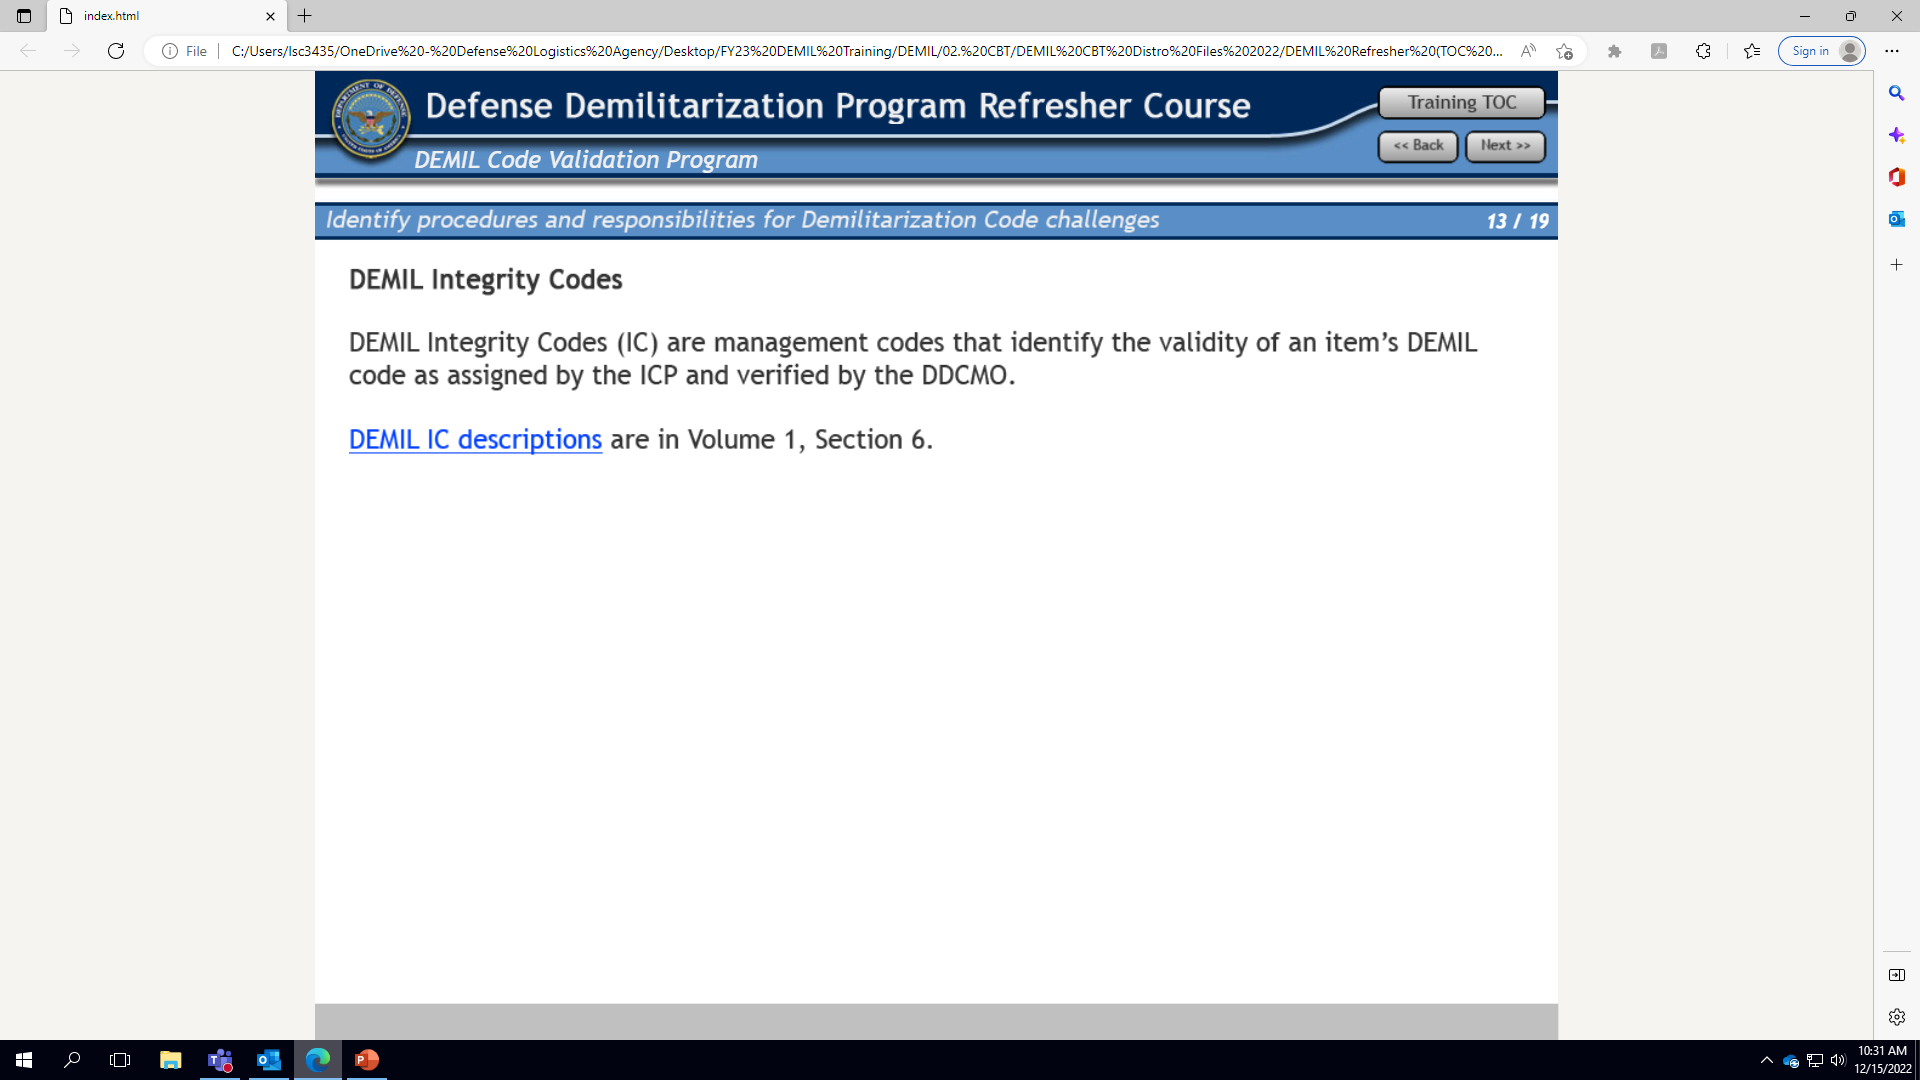 index.html
File
C:/Users/lsc3435/OneDrive%20-%20Defense%20Logistics%20Agency/Desktop/FY23%20DEMIL%20Training/DEMIL/02.%20CBT/DEMIL%20CBT%20Distro%20Files%202022/DEMIL%20Refresher%20(TOC%20...
Sign in
Defense Demilitarization Program Refresher Course
Training TOC
DEMIL Code Validation Program
<< Back
Next >>
Identify procedures and responsibilities for Demilitarization Code challenges
13 / 19
DEMIL Integrity Codes
DEMIL Integrity Codes (IC) are management codes that identify the validity of an item’s DEMIL
code as assigned by the ICP and verified by the DDCMO.
DEMIL IC descriptions are in Volume 1, Section 6.
10:31 AM
12/15/2022